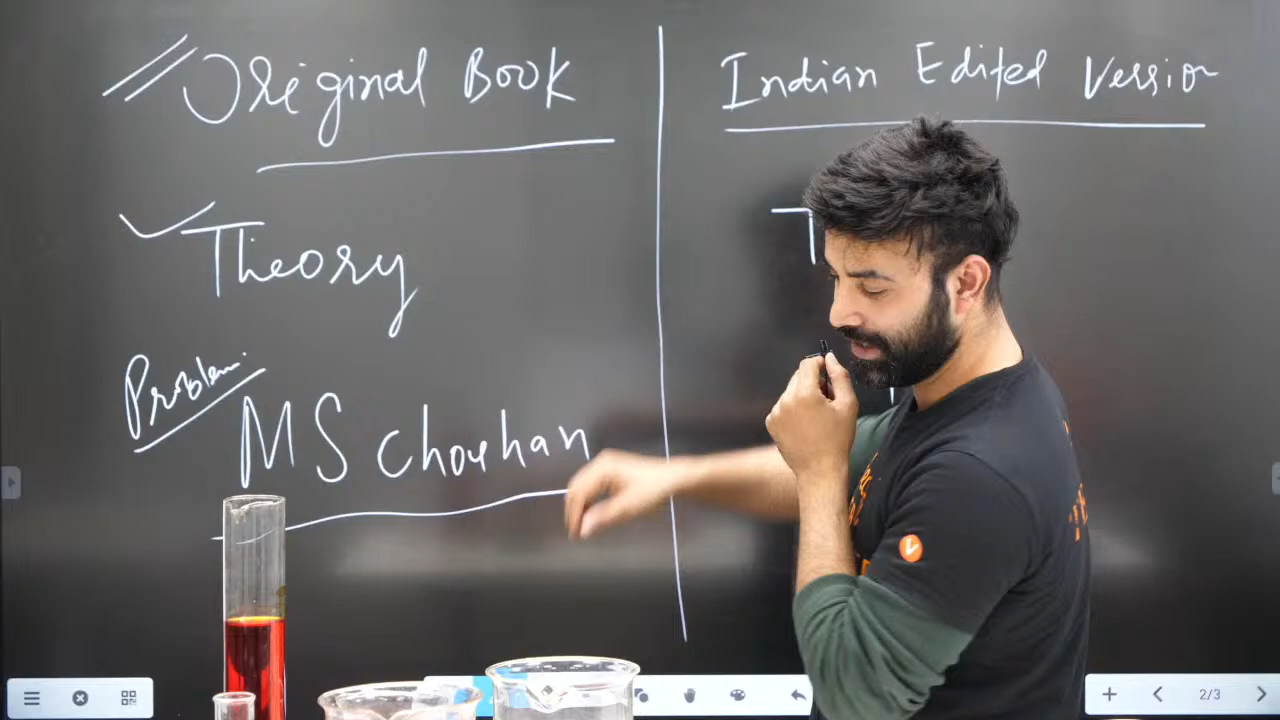 Original Book
Indian Edited Version
Theory
T
Problem
MS chouhan
2/3